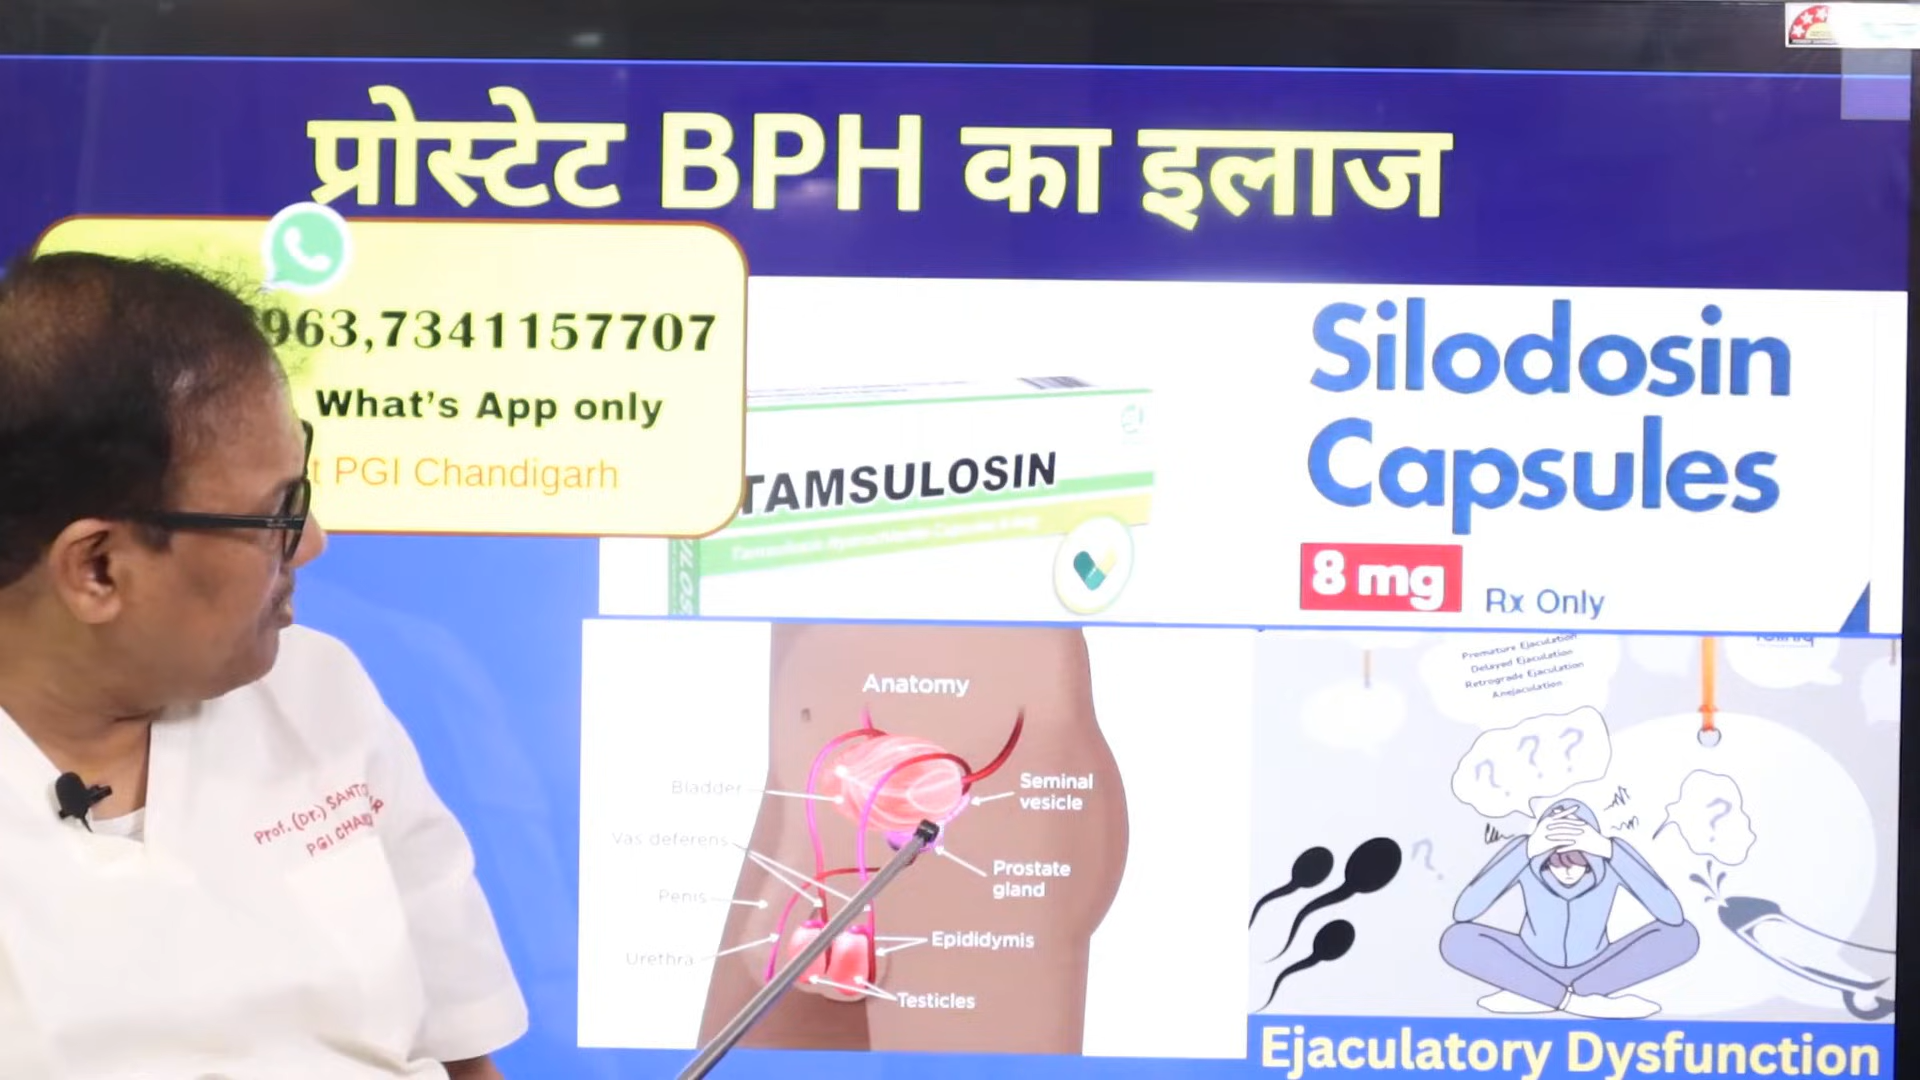 प्रोस्टेट BPH का इलाज
963,7341157707
What's App only
t PGI Chandigarh
TAMSULOSIN
Silodosin
Capsules
8 mg
Rx Only
Anatomy
Bladder
Seminal
vesicle
Vas deferens
Prostate
gland
Penis
Epididymis
Urethra
Testicles
Premature Ejaculation
Delayed Ejaculation
Retrograde Ejaculation
Anejaculation
? ? ?
?
?
Ejaculatory Dysfunction
Prof. (Dr.) SANTO
PGI CHAND